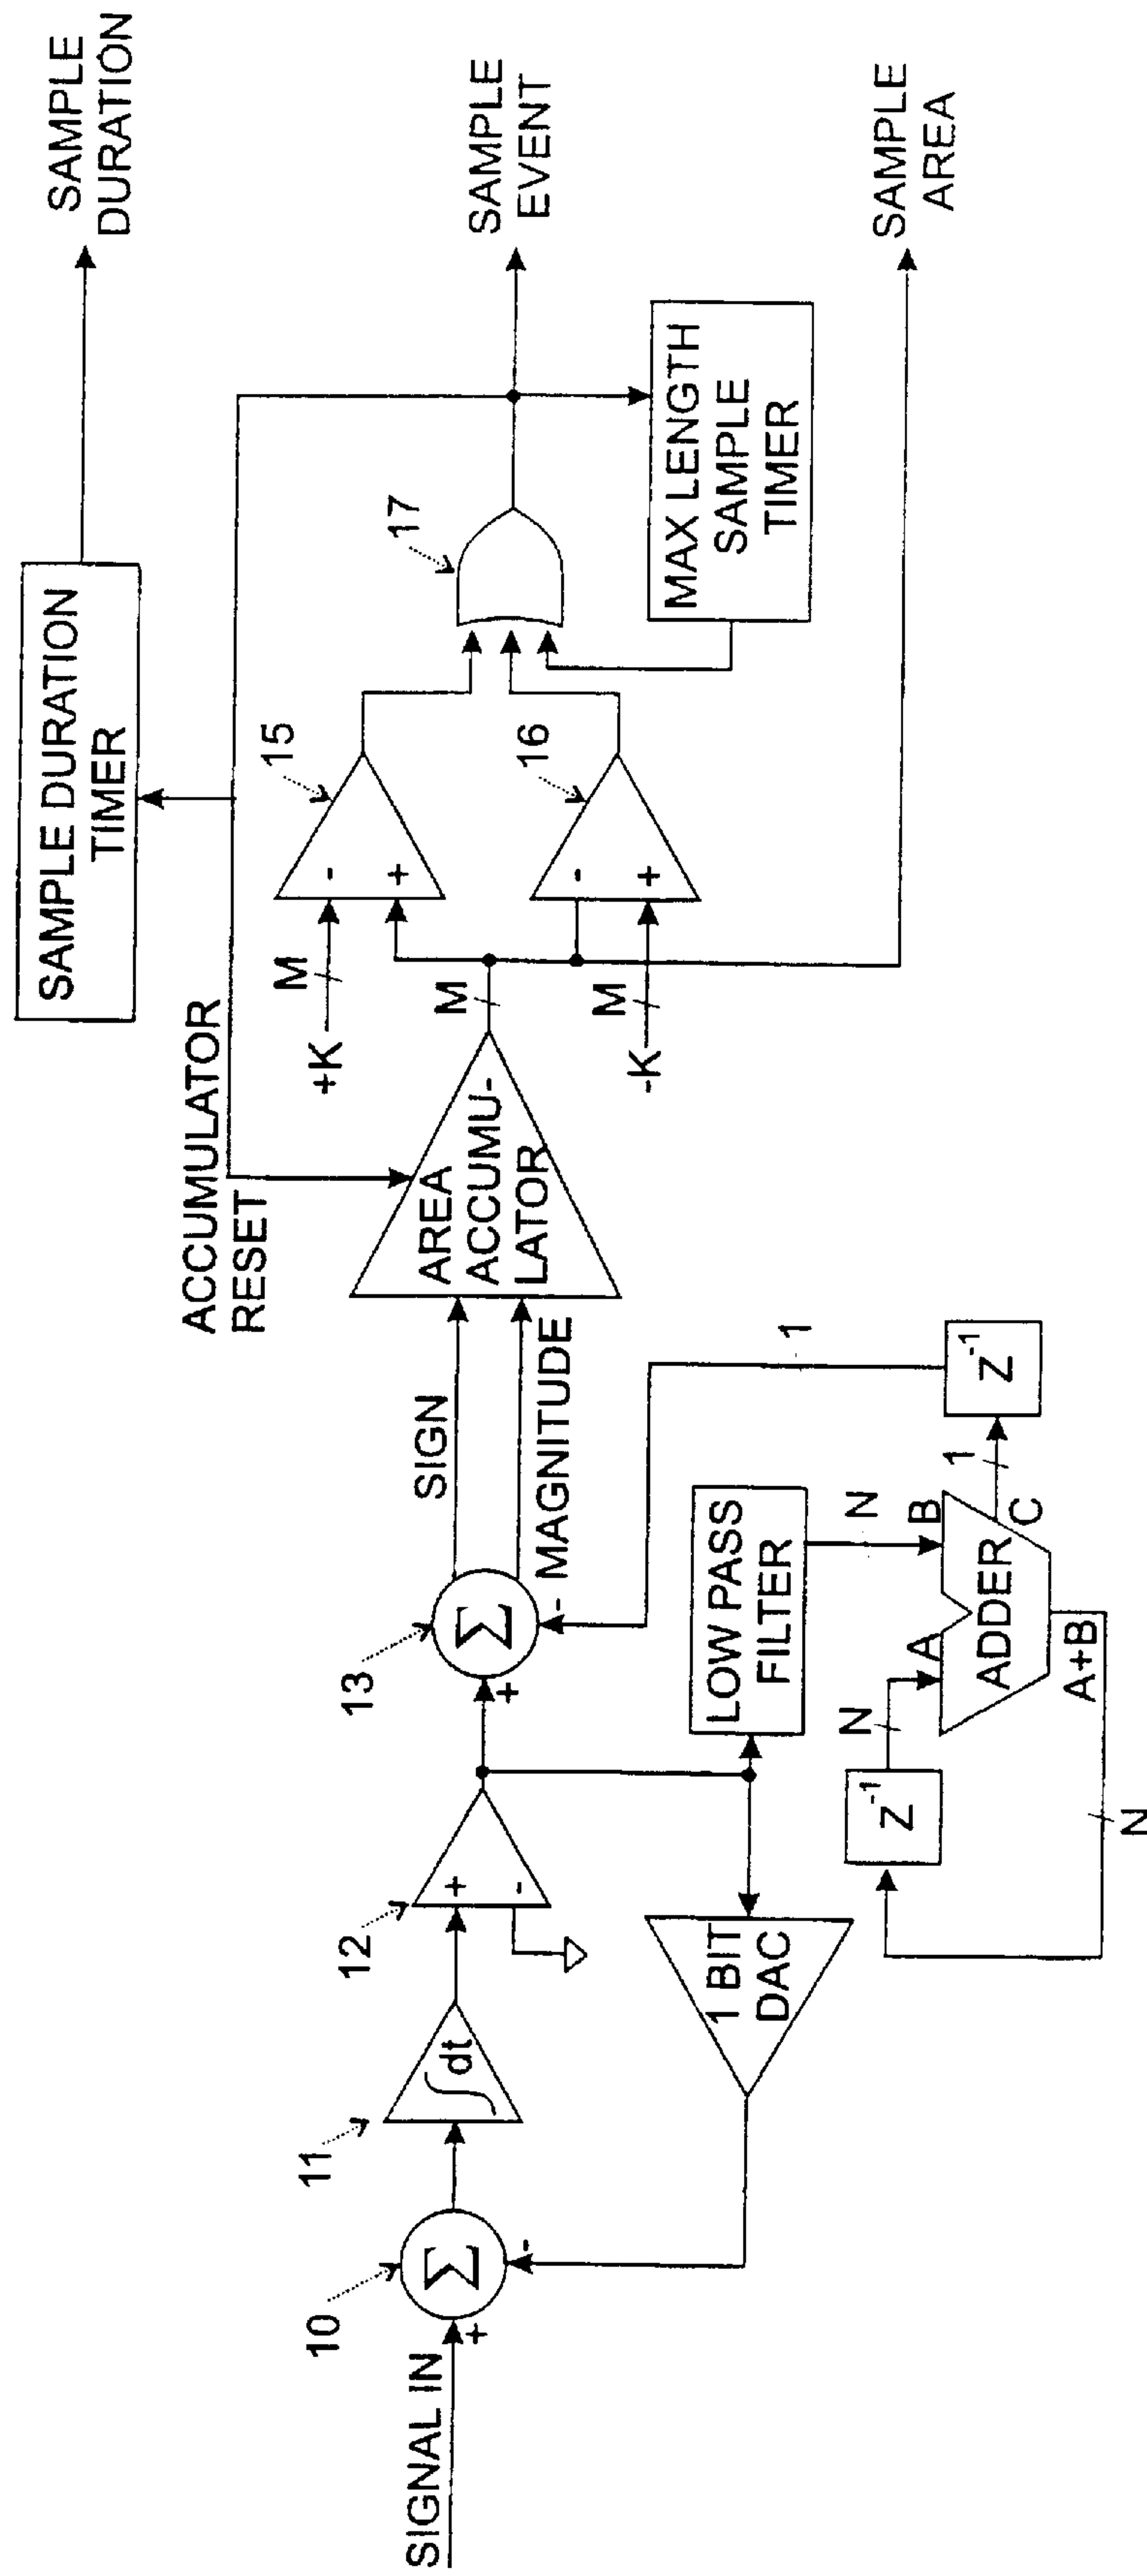 SAMPLE DURATION
TIMER
SAMPLE
DURATION
ACCUMULATOR
RESET
SIGNAL IN
+
10
Σ
-
11
∫dt
12
+
-
13
Σ
+
-
SIGN
MAGNITUDE
AREA
ACCUMU-
LATOR
M
+K
M
-
+
15
-K
M
-
+
16
17
SAMPLE
EVENT
MAX LENGTH
SAMPLE
TIMER
SAMPLE
AREA
1 BIT
DAC
LOW PASS
FILTER
N
Z⁻¹
N
A
B
ADDER
C
A+B
N
1
Z⁻¹
1